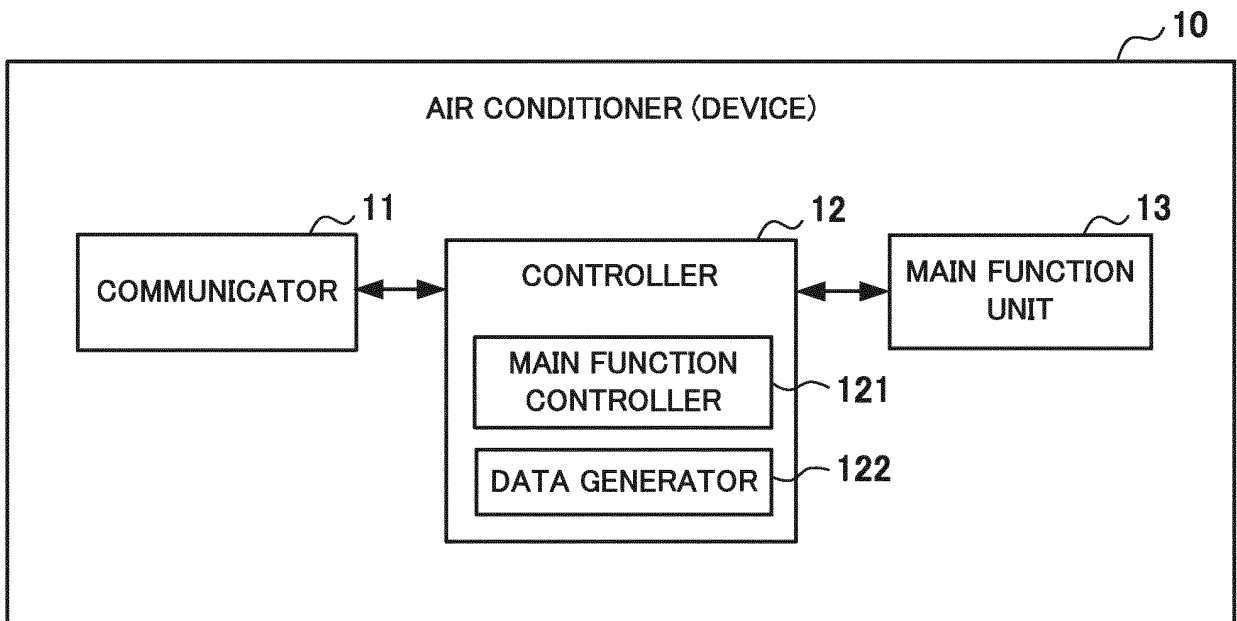 10
AIR CONDITIONER (DEVICE)
11
12
13
COMMUNICATOR
CONTROLLER
MAIN FUNCTION
UNIT
MAIN FUNCTION
CONTROLLER
121
DATA GENERATOR
122